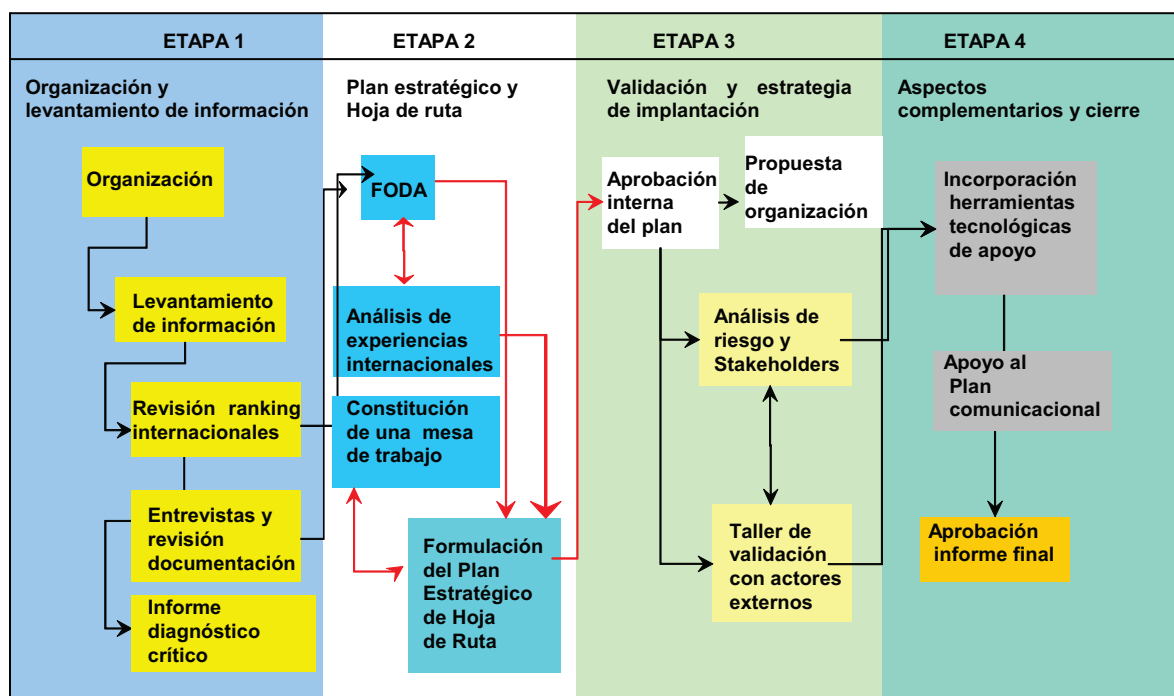 ETAPA 1
ETAPA 2
ETAPA 3
ETAPA 4
Organización y
levantamiento de información
Plan estratégico y
Hoja de ruta
Validación y estrategia
de implantación
Aspectos
complementarios y cierre
Organización
Levantamiento
de información
Revisión ranking
internacionales
Entrevistas y
revisión
documentación
Informe
diagnóstico
crítico
FODA
Análisis de
experiencias
internacionales
Constitución
de una mesa
de trabajo
Formulación
del Plan
Estratégico
de Hoja
de Ruta
Aprobación
interna
del plan
Propuesta
de
organización
Análisis de
riesgo y
Stakeholders
Taller de
validación
con actores
externos
Incorporación
herramientas
tecnológicas
de apoyo
Apoyo al
Plan
comunicacional
Aprobación
informe final